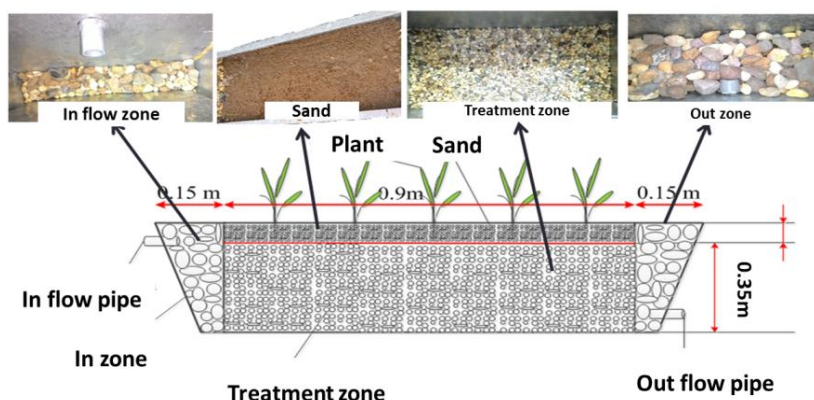 In flow zone
Sand
Treatment zone
Out zone
Plant Sand
0.15 m
0.9m
0.15 m
In flow pipe
0.35m
In zone
Treatment zone
Out flow pipe